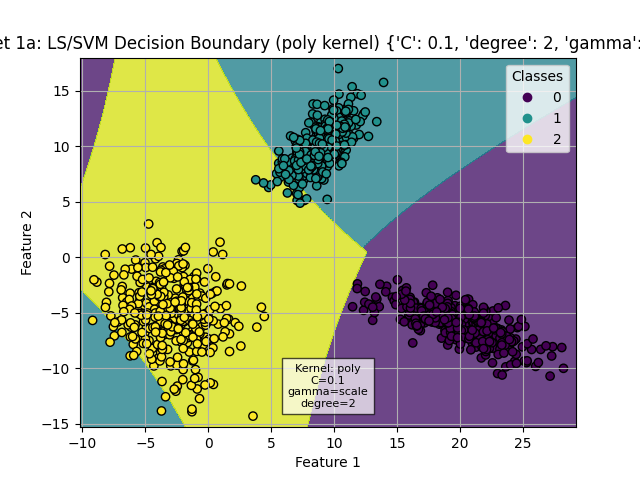 et 1a: LS/SVM Decision Boundary (poly kernel) {'C': 0.1, 'degree': 2, 'gamma':
Classes
0
1
2
15
10
5
0
−5
−10
−15
Feature 2
Kernel: poly
C=0.1
gamma=scale
degree=2
−10 −5 0 5 10 15 20 25
Feature 1